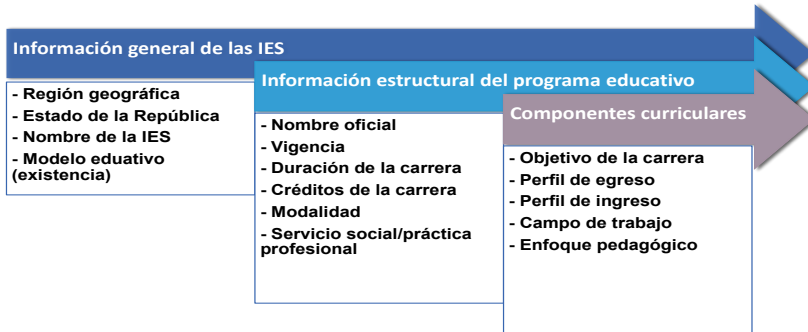 Información general de las IES
- Región geográfica
- Estado de la República
- Nombre de la IES
- Modelo eduativo
(existencia)
Información estructural del programa educativo
- Nombre oficial
- Vigencia
- Duración de la carrera
- Créditos de la carrera
- Modalidad
- Servicio social/práctica
profesional
Componentes curriculares
- Objetivo de la carrera
- Perfil de egreso
- Perfil de ingreso
- Campo de trabajo
- Enfoque pedagógico